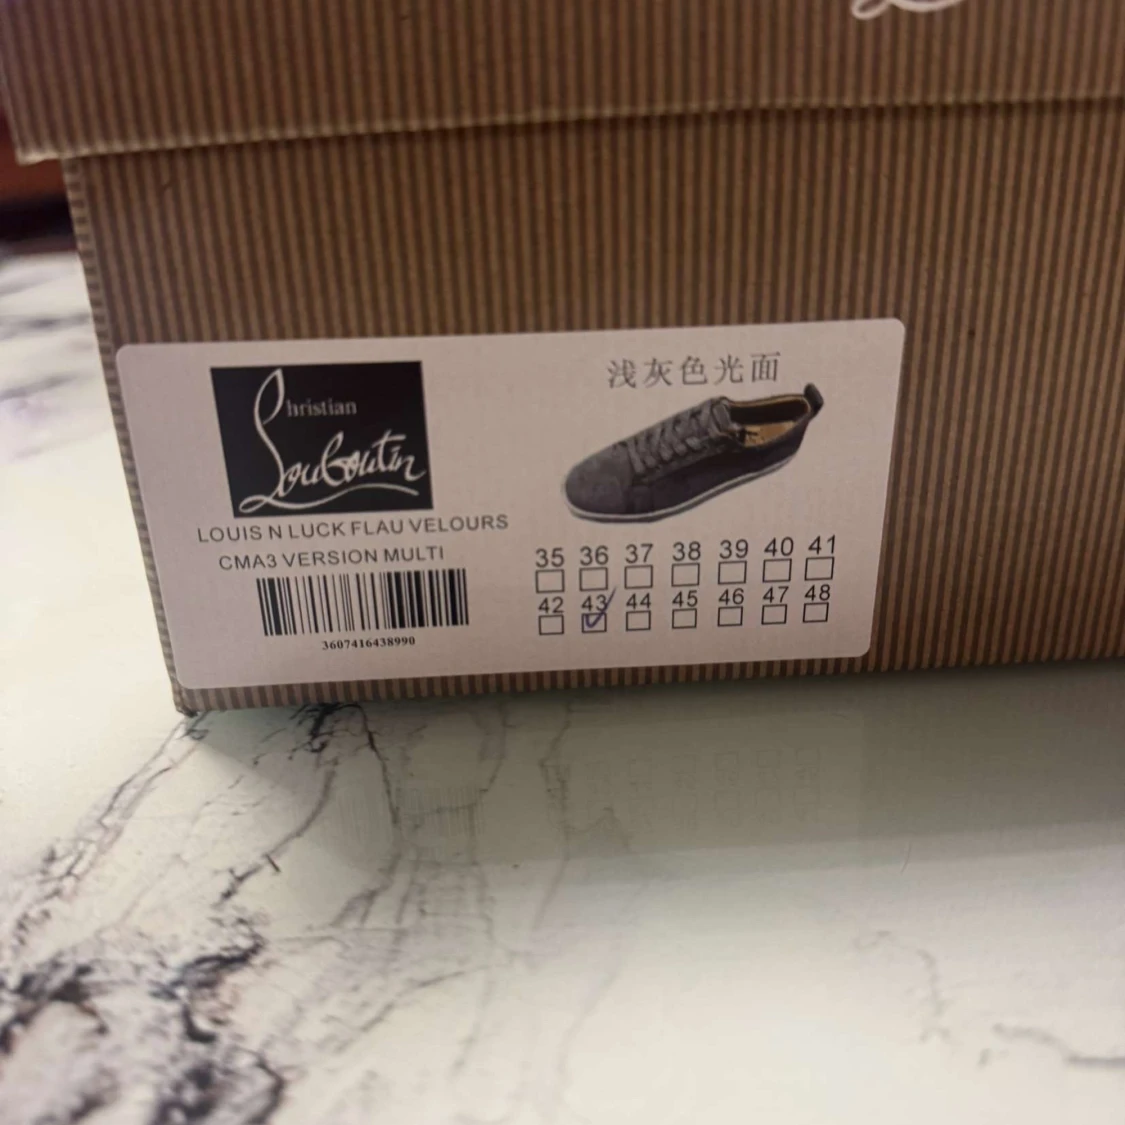 Christian
Louboutin
LOUIS N LUCK FLAU VELOURS
CMA3 VERSION MULTI
3607416438990
浅灰色光面
35 36 37 38 39 40 41
42 43 44 45 46 47 48